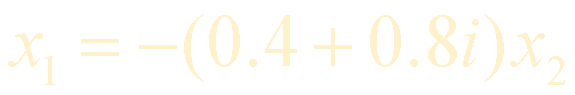 x₁ = −(0.4 + 0.8i)x₂